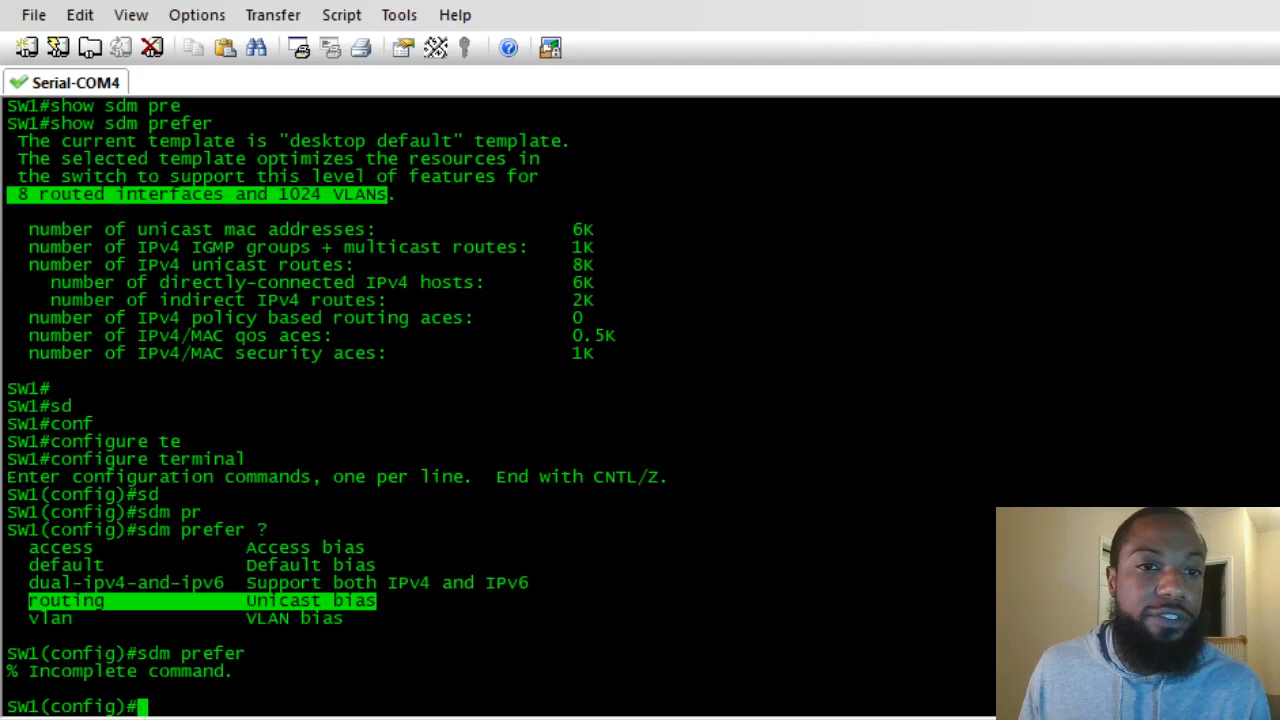 File Edit View Options Transfer Script Tools Help
Serial-COM4
SW1#show sdm pre
SW1#show sdm prefer
The current template is "desktop default" template.
The selected template optimizes the resources in
the switch to support this level of features for
8 routed interfaces and 1024 VLANs.
number of unicast mac addresses: 6K
number of IPv4 IGMP groups + multicast routes: 1K
number of IPv4 unicast routes: 8K
number of directly-connected IPv4 hosts: 6K
number of indirect IPv4 routes: 2K
number of IPv4 policy based routing aces: 0
number of IPv4/MAC qos aces: 0.5K
number of IPv4/MAC security aces: 1K
SW1#
SW1#sd
SW1#conf
SW1#configure te
SW1#configure terminal
Enter configuration commands, one per line. End with CNTL/Z.
SW1(config)#sd
SW1(config)#sdm pr
SW1(config)#sdm prefer ?
access Access bias
default Default bias
dual-ipv4-and-ipv6 Support both IPv4 and IPv6
routing Unicast bias
vlan VLAN bias
SW1(config)#sdm prefer
% Incomplete command.
SW1(config)#